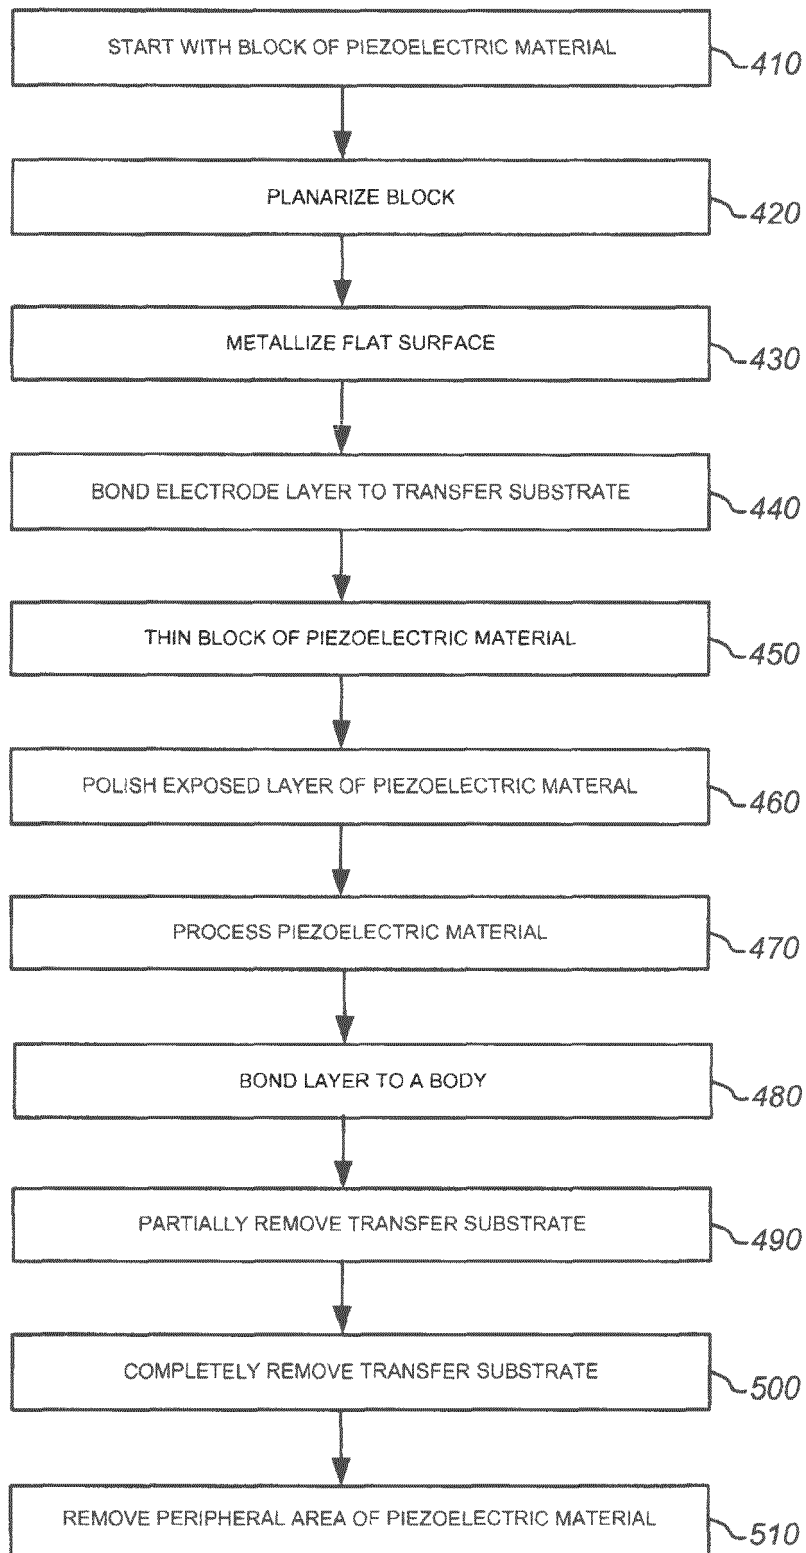 START WITH BLOCK OF PIEZOELECTRIC MATERIAL
410
PLANARIZE BLOCK
420
METALLIZE FLAT SURFACE
430
BOND ELECTRODE LAYER TO TRANSFER SUBSTRATE
440
THIN BLOCK OF PIEZOELECTRIC MATERIAL
450
POLISH EXPOSED LAYER OF PIEZOELECTRIC MATERAL
460
PROCESS PIEZOELECTRIC MATERIAL
470
BOND LAYER TO A BODY
480
PARTIALLY REMOVE TRANSFER SUBSTRATE
490
COMPLETELY REMOVE TRANSFER SUBSTRATE
500
REMOVE PERIPHERAL AREA OF PIEZOELECTRIC MATERIAL
510